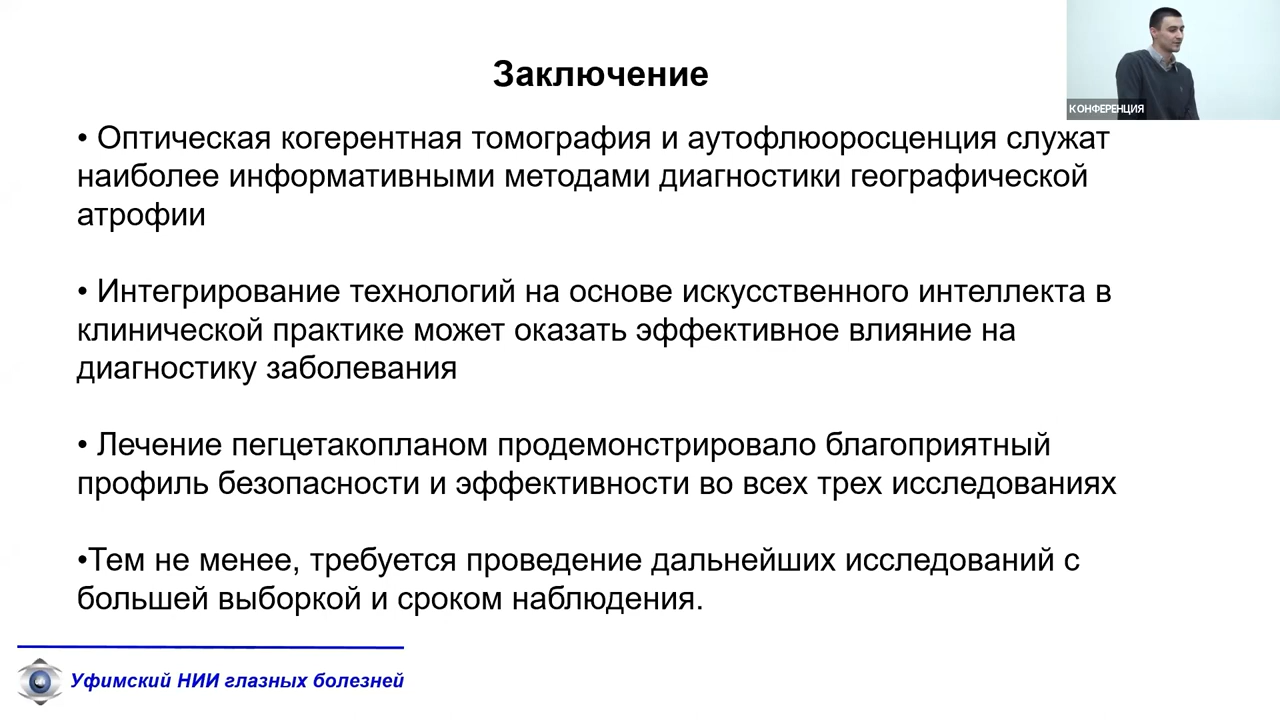 Заключение
КОНФЕРЕНЦИЯ
• Оптическая когерентная томография и аутофлюоросценция служат
наиболее информативными методами диагностики географической
атрофии
• Интегрирование технологий на основе искусственного интеллекта в
клинической практике может оказать эффективное влияние на
диагностику заболевания
• Лечение пегцетакопланом продемонстрировало благоприятный
профиль безопасности и эффективности во всех трех исследованиях
•Тем не менее, требуется проведение дальнейших исследований с
большей выборкой и сроком наблюдения.
Уфимский НИИ глазных болезней